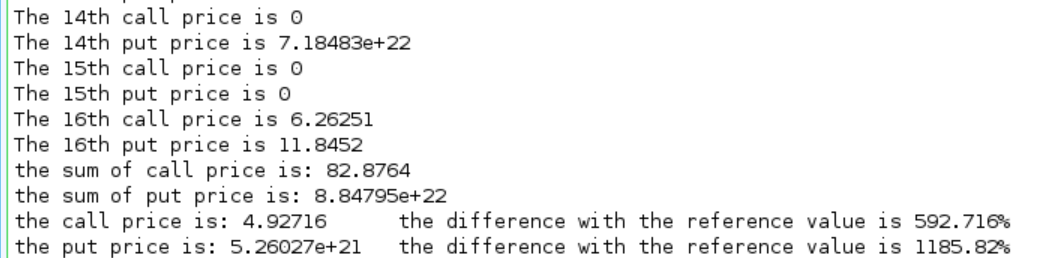 The 14th call price is 0
The 14th put price is 7.18483e+22
The 15th call price is 0
The 15th put price is 0
The 16th call price is 6.26251
The 16th put price is 11.8452
the sum of call price is: 82.8764
the sum of put price is: 8.84795e+22
the call price is: 4.92716 the difference with the reference value is 592.716%
the put price is: 5.26027e+21 the difference with the reference value is 1185.82%